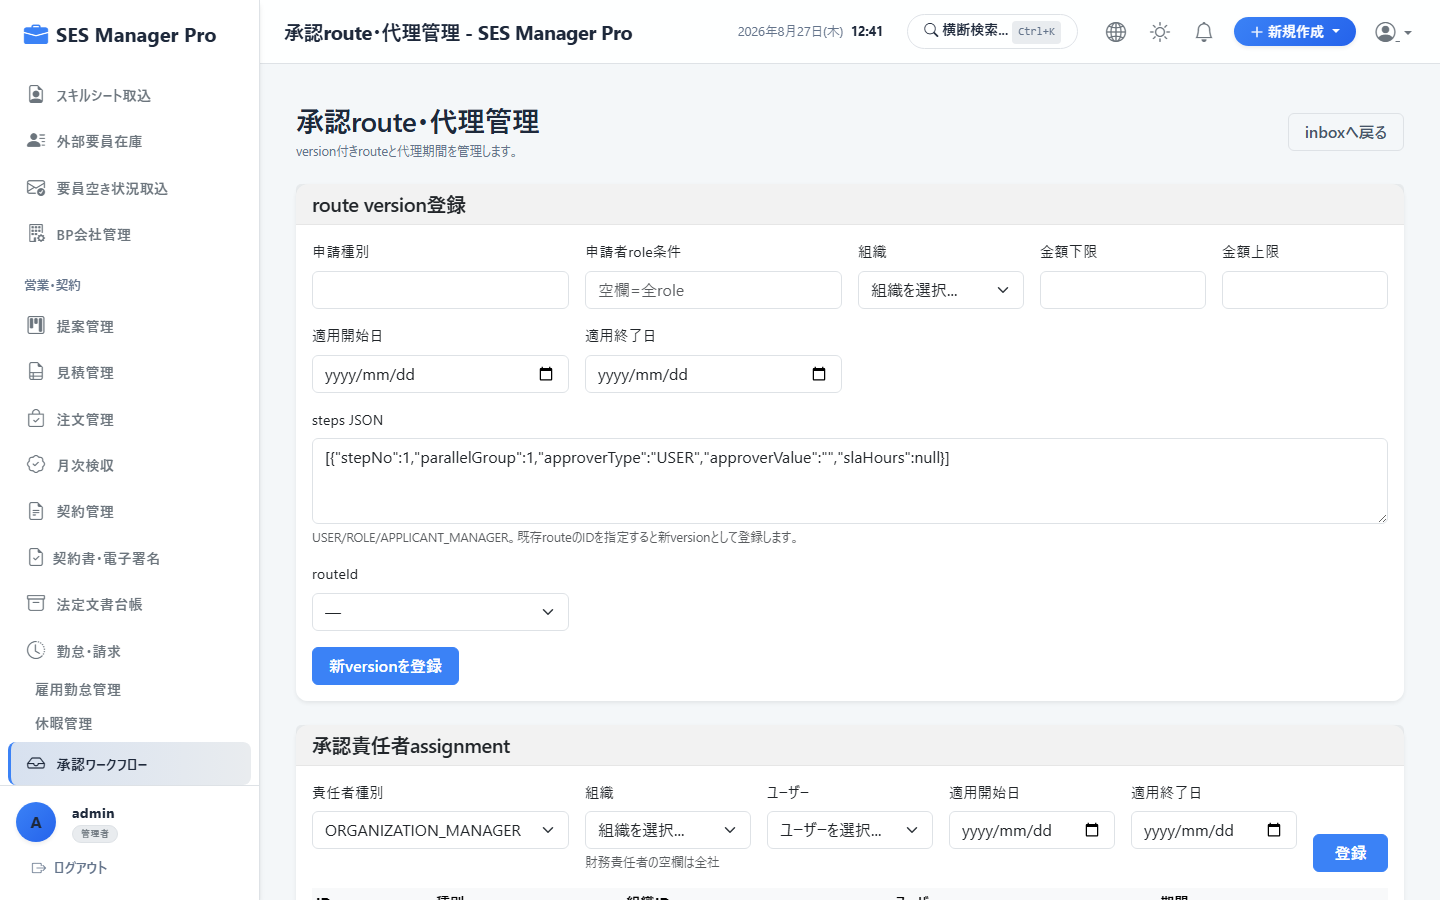 SES Manager Pro
承認route・代理管理 - SES Manager Pro
2026年8月27日(木) 12:41
横断検索... Ctrl+K
+ 新規作成
スキルシート取込
外部要員在庫
要員空き状況取込
BP会社管理
営業・契約
提案管理
見積管理
注文管理
月次検収
契約管理
契約書・電子署名
法定文書台帳
勤怠・請求
雇用勤怠管理
休暇管理
承認ワークフロー
A
admin
管理者
ログアウト
承認route・代理管理
version付きrouteと代理期間を管理します。
inboxへ戻る
route version登録
申請種別
申請者role条件
空欄=全role
組織
組織を選択...
金額下限
金額上限
適用開始日
yyyy/mm/dd
適用終了日
yyyy/mm/dd
steps JSON
[{"stepNo":1,"parallelGroup":1,"approverType":"USER","approverValue":"","slaHours":null}]
USER/ROLE/APPLICANT_MANAGER。既存routeのIDを指定すると新versionとして登録します。
routeId
—
新versionを登録
承認責任者assignment
責任者種別
ORGANIZATION_MANAGER
組織
組織を選択...
財務責任者の空欄は全社
ユーザー
ユーザーを選択...
適用開始日
yyyy/mm/dd
適用終了日
yyyy/mm/dd
登録